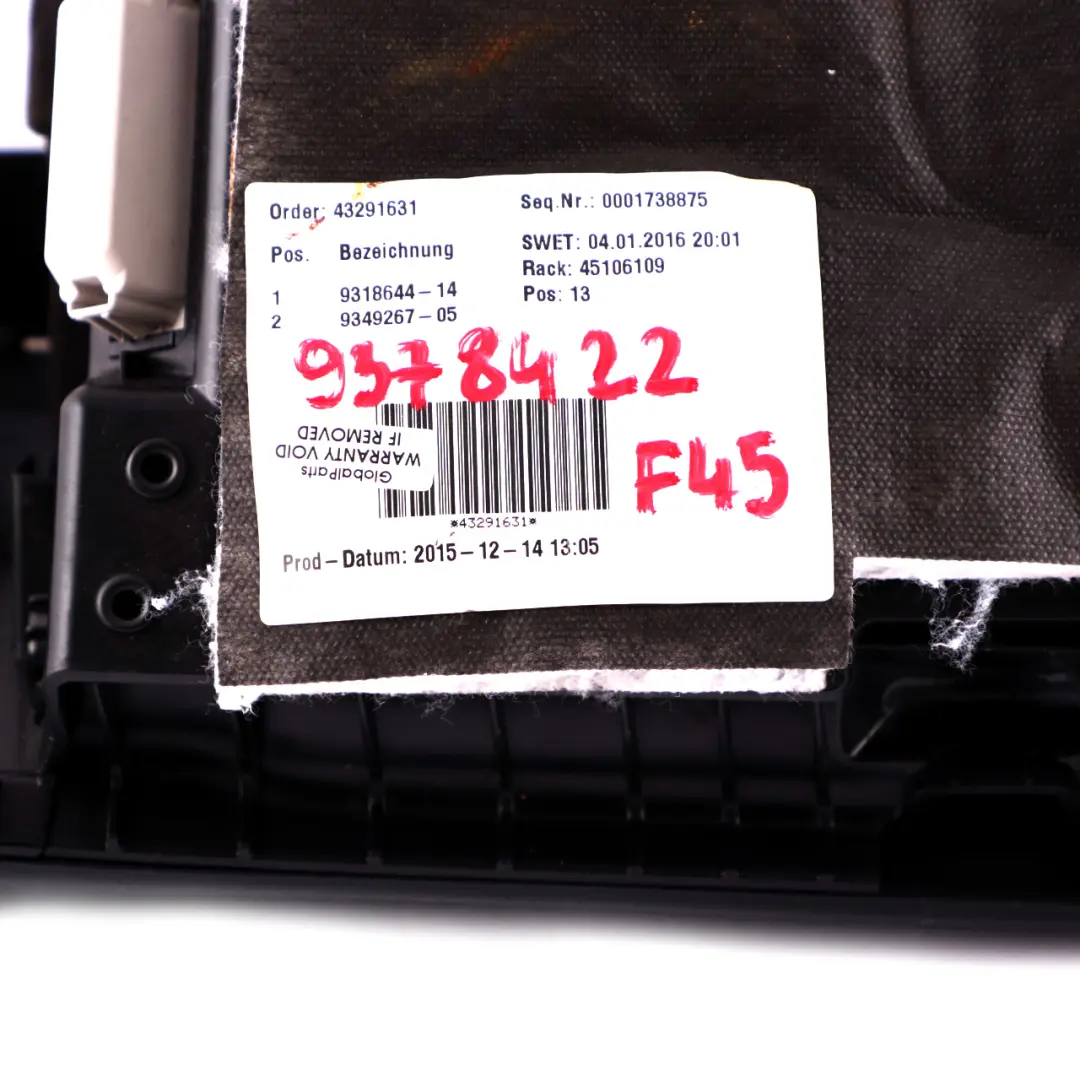 Order: 43291631
Seq.Nr.: 0001738875
Pos. Bezeichnung
SWET: 04.01.2016 20:01
Rack: 45106109
1 9318644-14
Pos: 13
2 9349267-05
9378422
F45
GlobalParts
WARRANTY VOID
IF REMOVED
*43291631*
Prod-Datum: 2015-12-14 13:05